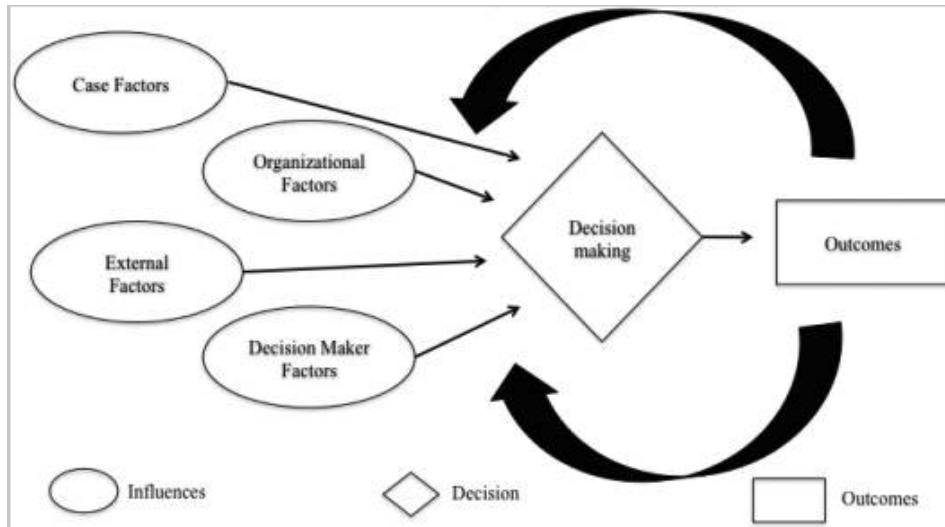 Case Factors
Organizational
Factors
External
Factors
Decision Maker
Factors
Decision
making
Outcomes
Influences
Decision
Outcomes